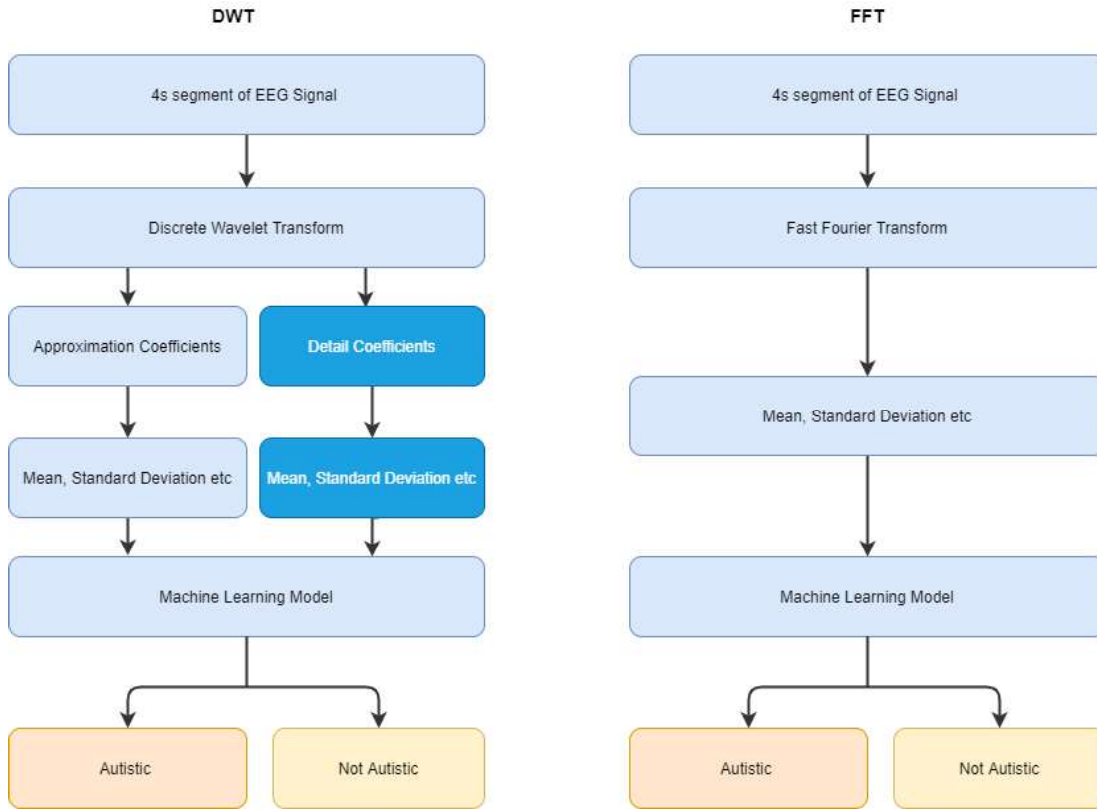 DWT
4s segment of EEG Signal
Discrete Wavelet Transform
Approximation Coefficients
Detail Coefficients
Mean, Standard Deviation etc
Mean, Standard Deviation etc
Machine Learning Model
Autistic
Not Autistic
FFT
4s segment of EEG Signal
Fast Fourier Transform
Mean, Standard Deviation etc
Machine Learning Model
Autistic
Not Autistic